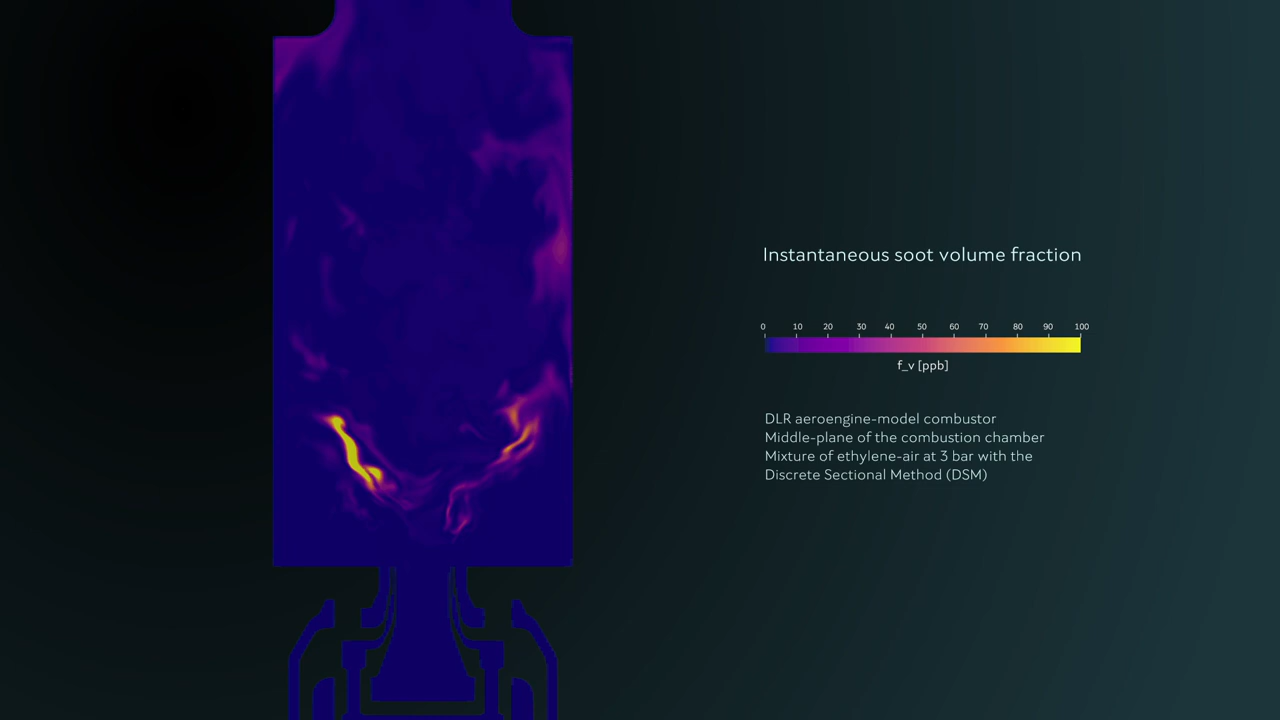 Instantaneous soot volume fraction
0 10 20 30 40 50 60 70 80 90 100
f_v [ppb]
DLR aeroengine-model combustor
Middle-plane of the combustion chamber
Mixture of ethylene-air at 3 bar with the
Discrete Sectional Method (DSM)